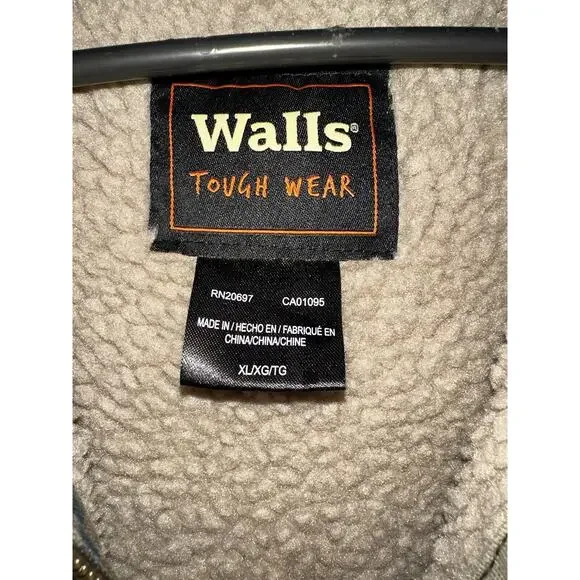 Walls®
TOUGH WEAR
RN20697 CA01095
MADE IN / HECHO EN / FABRIQUÉ EN
CHINA/CHINA/CHINE
XL/XG/TG